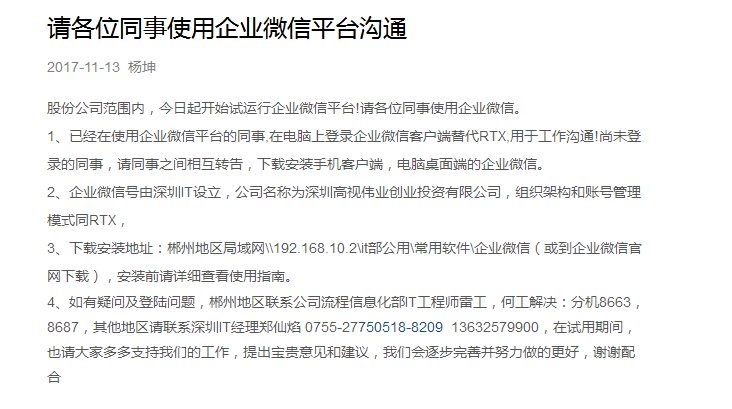 请各位同事使用企业微信平台沟通
2017-11-13 杨坤
股份公司范围内，今日起开始试运行企业微信平台!请各位同事使用企业微信。
1、已经在使用企业微信平台的同事,在电脑上登录企业微信客户端替代RTX,用于工作沟通!尚未登
录的同事，请同事之间相互转告，下载安装手机客户端，电脑桌面端的企业微信。
2、企业微信号由深圳IT设立，公司名称为深圳高视伟业创业投资有限公司，组织架构和账号管理
模式同RTX，
3、下载安装地址：郴州地区局域网\\192.168.10.2\it部公用\常用软件\企业微信（或到企业微信官
网下载），安装前请详细查看使用指南。
4、如有疑问及登陆问题，郴州地区联系公司流程信息化部IT工程师雷工，何工解决：分机8663，
8687，其他地区请联系深圳IT经理郑仙焰 0755-27750518-8209 13632579900，在试用期间，
也请大家多多支持我们的工作，提出宝贵意见和建议，我们会逐步完善并努力做的更好，谢谢配
合